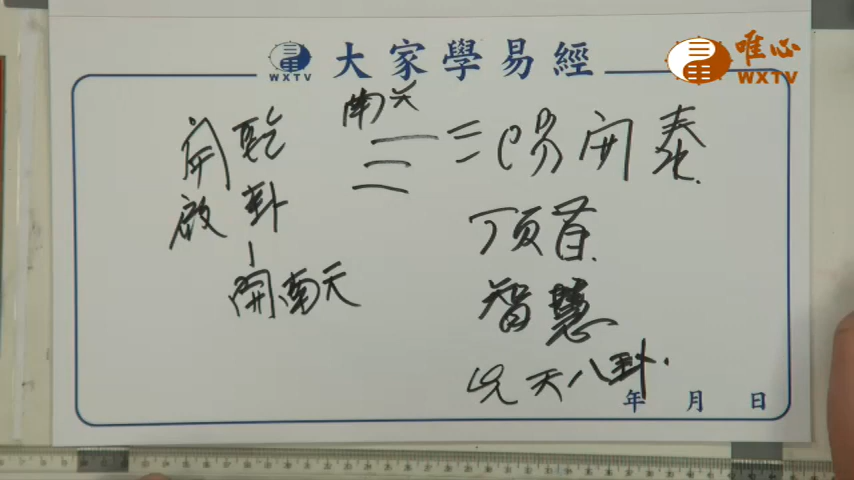 大家學易經
WXTV
唯心
WXTV
南天
三陽開泰
頂首
智慧
先天八卦
乾卦
開啟
開南天
年 月 日